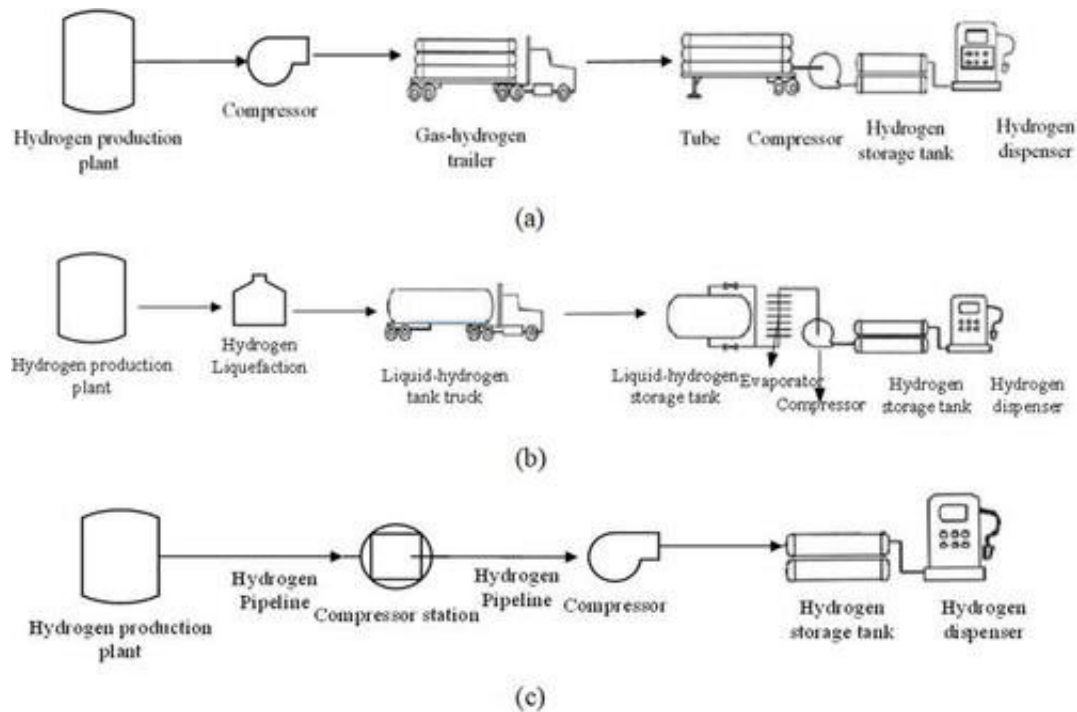 Hydrogen production
plant
Compressor
Gas-hydrogen
trailer
Tube
Compressor
Hydrogen
storage tank
Hydrogen
dispenser
(a)
Hydrogen production
plant
Hydrogen
Liquefaction
Liquid-hydrogen
tank truck
Liquid-hydrogen
storage tank
Evaporator
Compressor
Hydrogen
storage tank
Hydrogen
dispenser
(b)
Hydrogen production
plant
Hydrogen
Pipeline
Compressor station
Hydrogen
Pipeline
Compressor
Hydrogen
storage tank
Hydrogen
dispenser
(c)